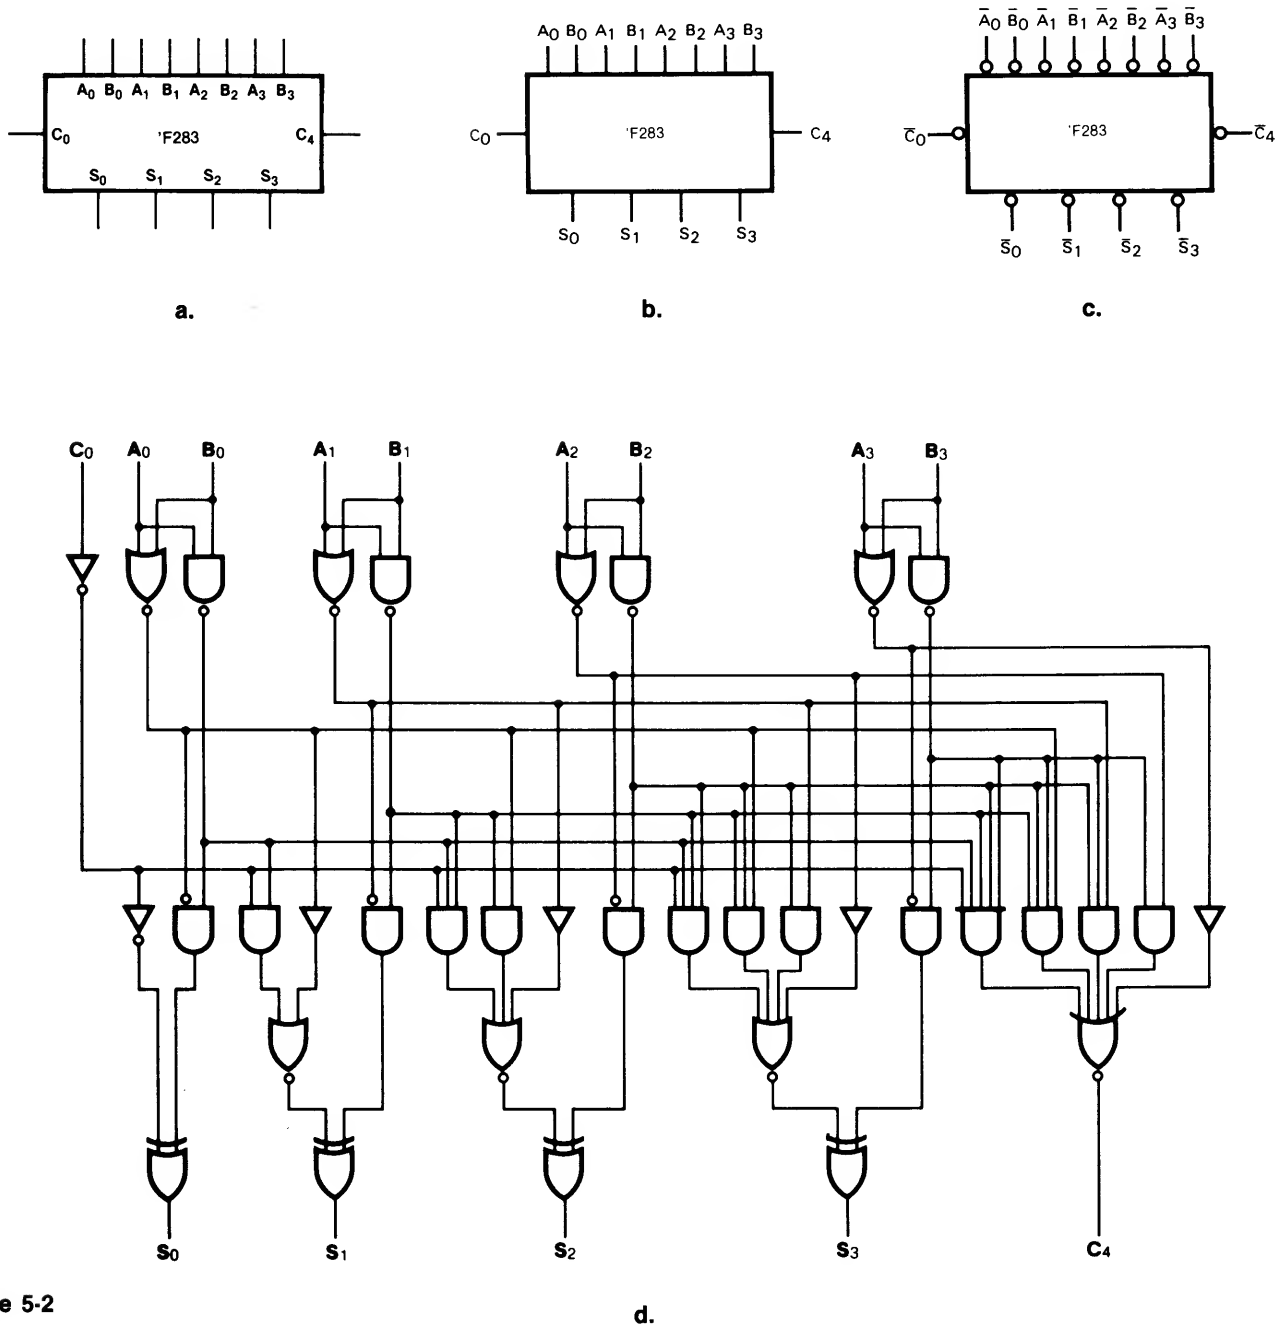 A0 B0 A1 B1 A2 B2 A3 B3
C0 'F283 C4
S0 S1 S2 S3
a.
A0 B0 A1 B1 A2 B2 A3 B3
C0 'F283 C4
S0 S1 S2 S3
b.
A̅0 B̅0 A̅1 B̅1 A̅2 B̅2 A̅3 B̅3
C̅0 'F283 C̅4
S̅0 S̅1 S̅2 S̅3
c.
C0 A0 B0 A1 B1 A2 B2 A3 B3
S0 S1 S2 S3 C4
e 5-2
d.